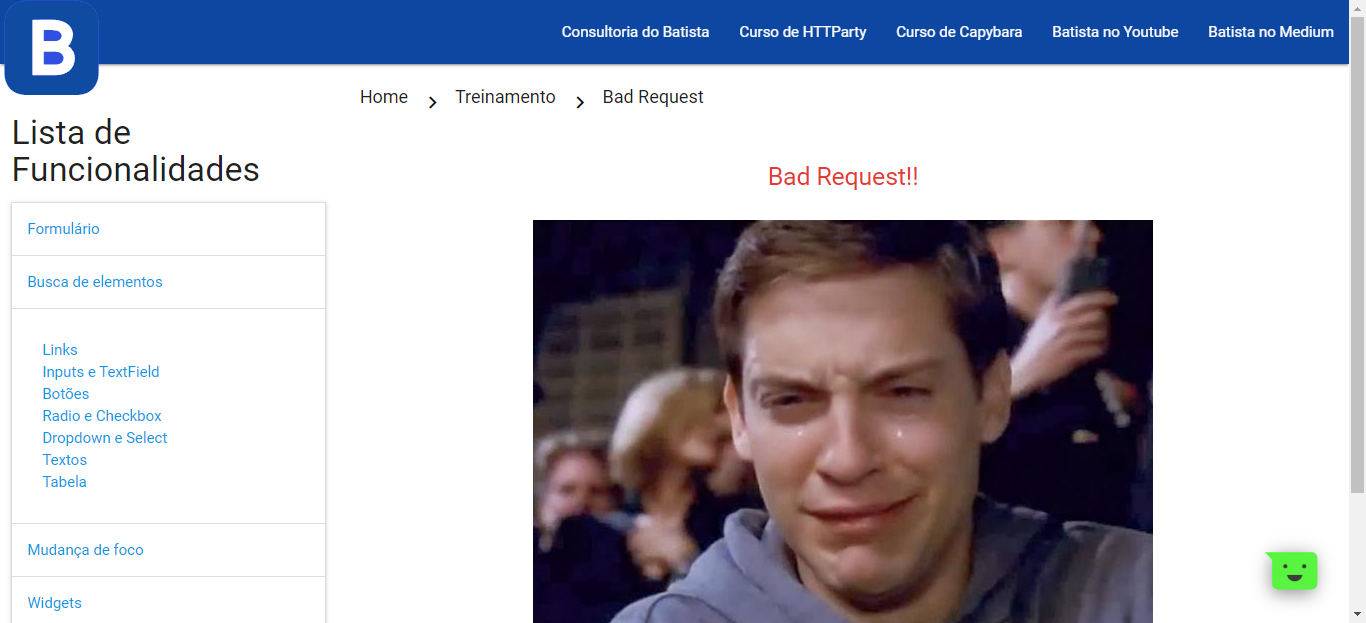 B
Consultoria do Batista
Curso de HTTParty
Curso de Capybara
Batista no Youtube
Batista no Medium
Home
Treinamento
Bad Request
Lista de
Funcionalidades
Formulário
Busca de elementos
Links
Inputs e TextField
Botões
Radio e Checkbox
Dropdown e Select
Textos
Tabela
Mudança de foco
Widgets
Bad Request!!